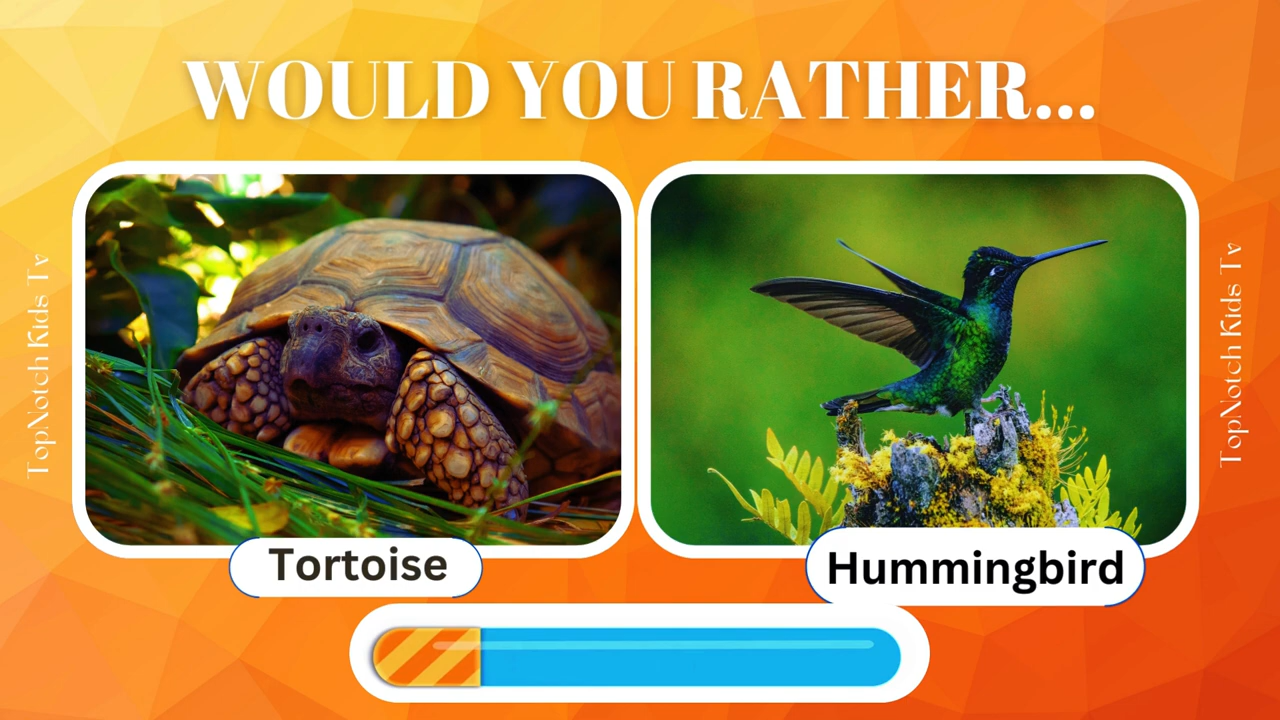 WOULD YOU RATHER...
TopNotch Kids Tv
TopNotch Kids Tv
Tortoise
Hummingbird